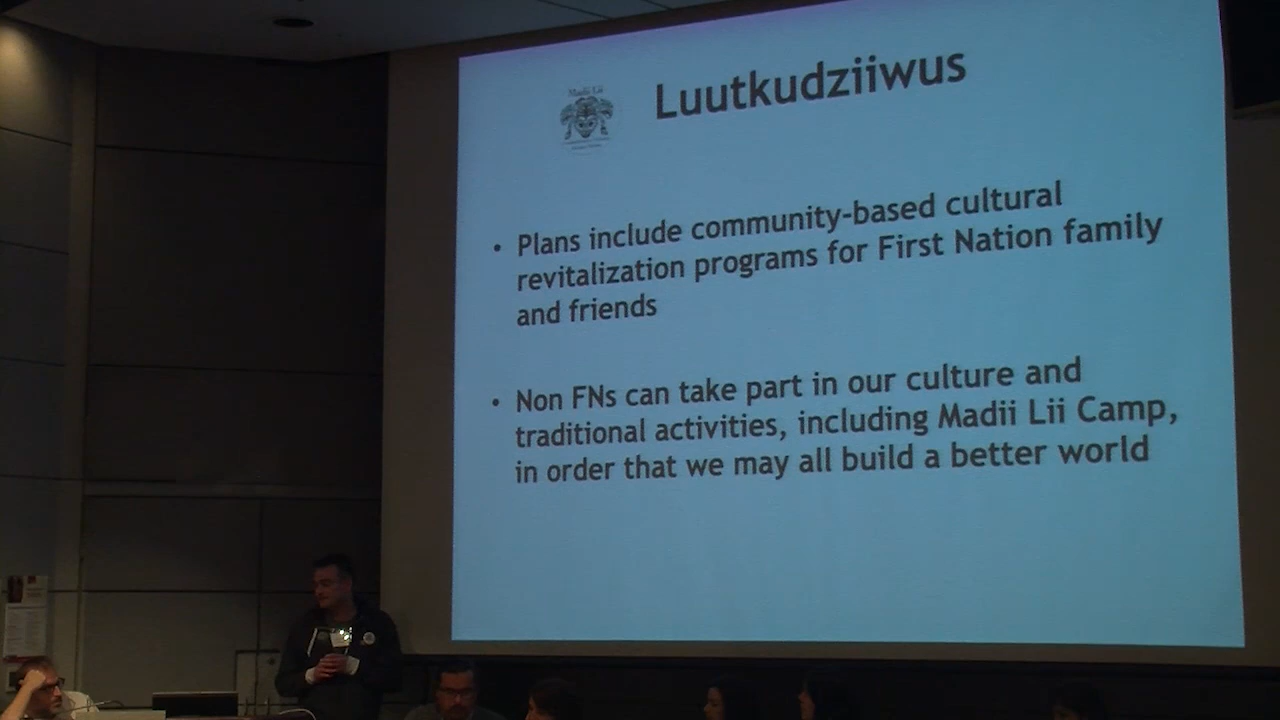 Luutkudziiwus
Madii Lii
• Plans include community-based cultural
revitalization programs for First Nation family
and friends
• Non FNs can take part in our culture and
traditional activities, including Madii Lii Camp,
in order that we may all build a better world